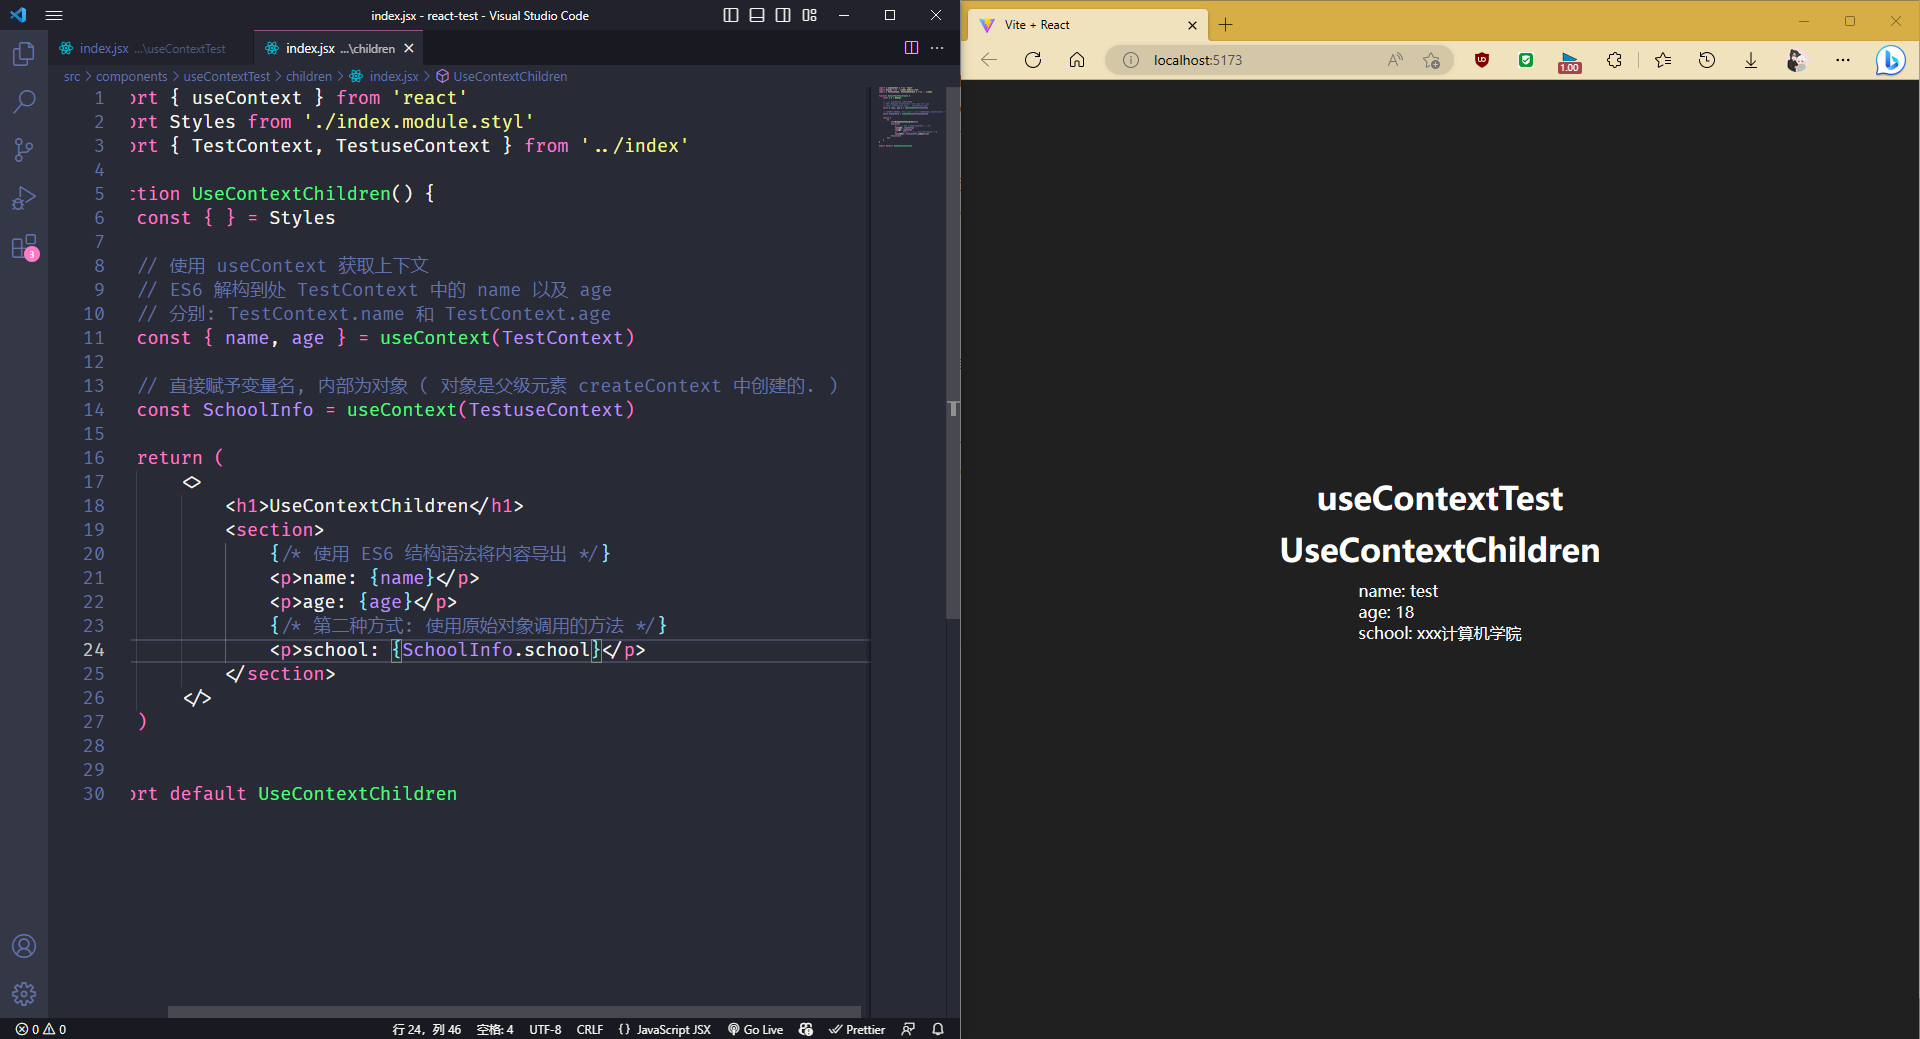 index.jsx - react-test - Visual Studio Code
index.jsx ...\useContextTest
index.jsx ...\children
src > components > useContextTest > children > index.jsx > UseContextChildren
1 ort { useContext } from 'react'
2 ort Styles from './index.module.styl'
3 ort { TestContext, TestuseContext } from '../index'
4
5 ction UseContextChildren() {
6 const { } = Styles
7
8 // 使用 useContext 获取上下文
9 // ES6 解构到处 TestContext 中的 name 以及 age
10 // 分别: TestContext.name 和 TestContext.age
11 const { name, age } = useContext(TestContext)
12
13 // 直接赋予变量名, 内部为对象 ( 对象是父级元素 createContext 中创建的. )
14 const SchoolInfo = useContext(TestuseContext)
15
16 return (
17 <>
18 <h1>UseContextChildren</h1>
19 <section>
20 {/* 使用 ES6 结构语法将内容导出 */}
21 <p>name: {name}</p>
22 <p>age: {age}</p>
23 {/* 第二种方式: 使用原始对象调用的方法 */}
24 <p>school: {SchoolInfo.school}</p>
25 </section>
26 </>
27 )
28
29
30 ort default UseContextChildren
3
0 0 行 24, 列 46 空格: 4 UTF-8 CRLF {} JavaScript JSX Go Live Prettier
Vite + React
localhost:5173
1.00
useContextTest
UseContextChildren
name: test
age: 18
school: xxx计算机学院